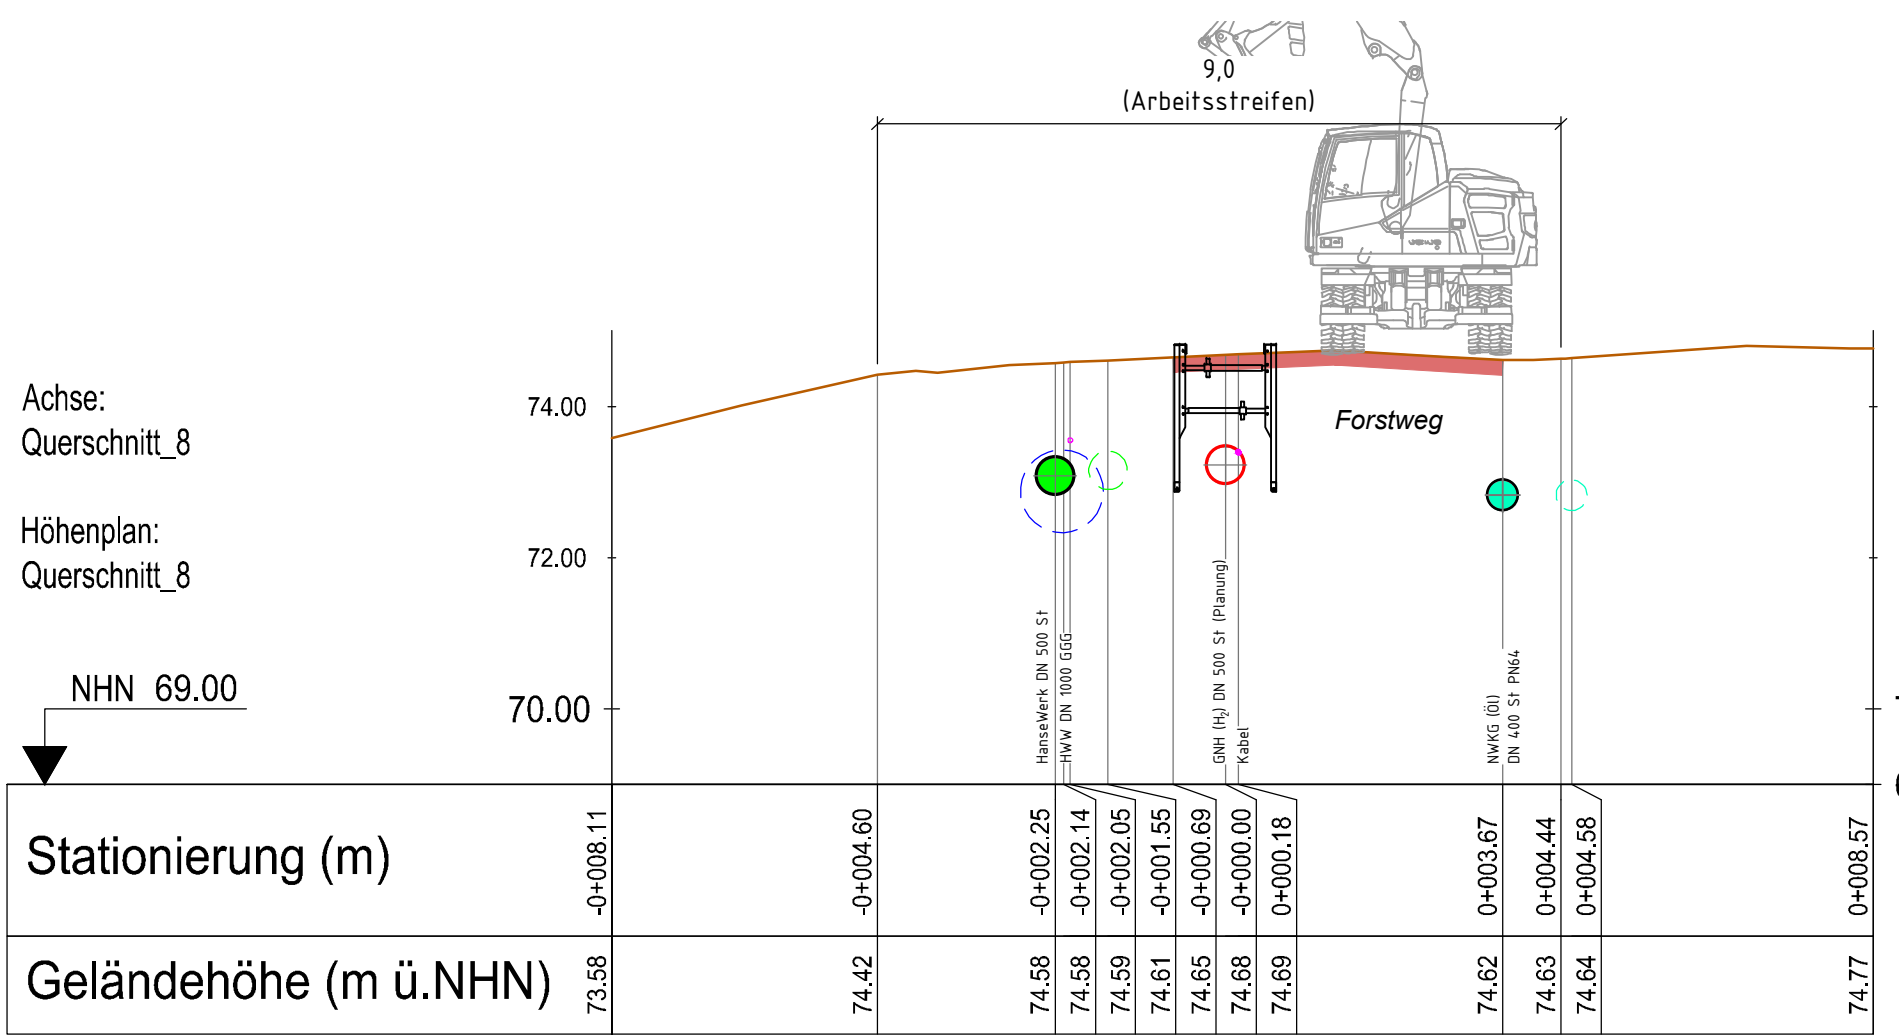 9,0
(Arbeitsstreifen)
Achse:
Querschnitt_8
Höhenplan:
Querschnitt_8
NHN 69.00
74.00
72.00
70.00
Forstweg
HanseWerk DN 500 St
HWW DN 1000 GGG
GNH (H₂) DN 500 St (Planung)
Kabel
NWKG (Öl)
DN 400 St PN64
Stationierung (m)
-0+008.11
-0+004.60
-0+002.25
-0+002.14
-0+002.05
-0+001.55
-0+000.69
-0+000.00
0+000.18
0+003.67
0+004.44
0+004.58
0+008.57
Geländehöhe (m ü.NHN)
73.58
74.42
74.58
74.58
74.59
74.61
74.65
74.68
74.69
74.62
74.63
74.64
74.77